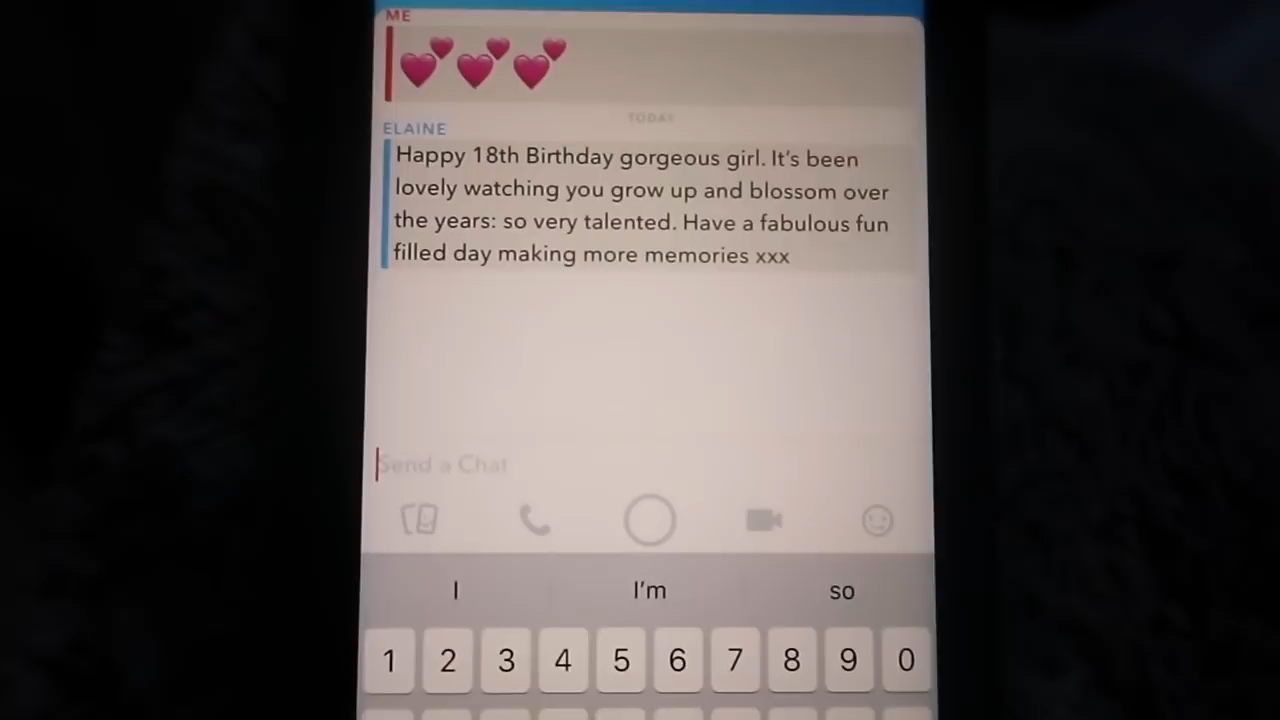 ME
💕💕💕
TODAY
ELAINE
Happy 18th Birthday gorgeous girl. It's been
lovely watching you grow up and blossom over
the years: so very talented. Have a fabulous fun
filled day making more memories xxx
Send a Chat
I I'm so
1 2 3 4 5 6 7 8 9 0